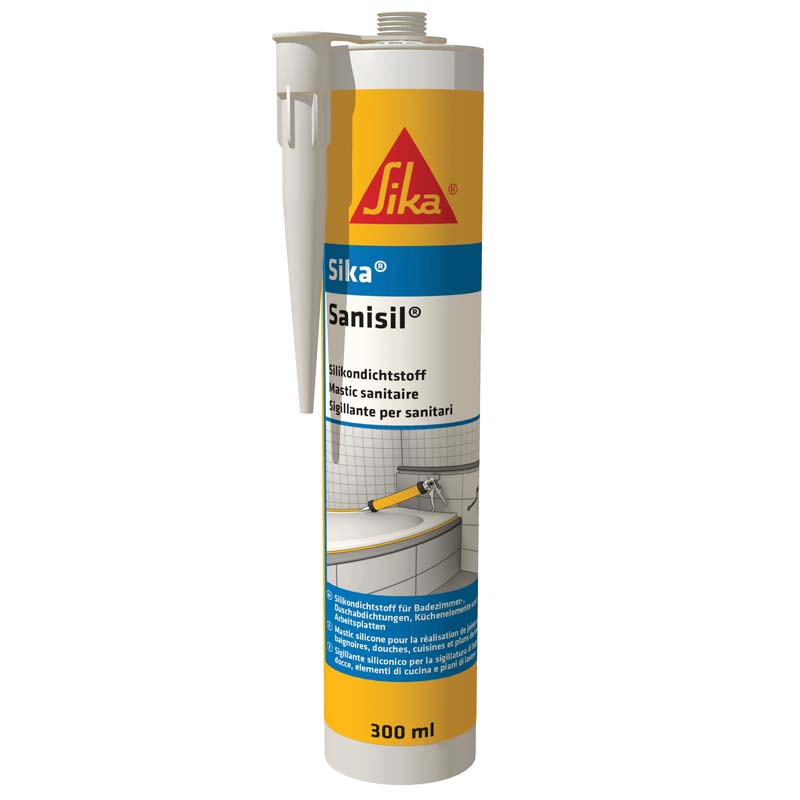 Sika®
Sika®
Sanisil®
Silikondichtstoff
Mastic sanitaire
Sigillante per sanitari
Silikondichtstoff für Badezimmer-,
Duschabdichtungen, Küchenelemente
Arbeitsplatten
Mastic silicone pour la réalisation de
baignoires, douches, cuisines et plans de
Sigillante siliconico per la sigillatura
docce, elementi di cucina e piani di
300 ml